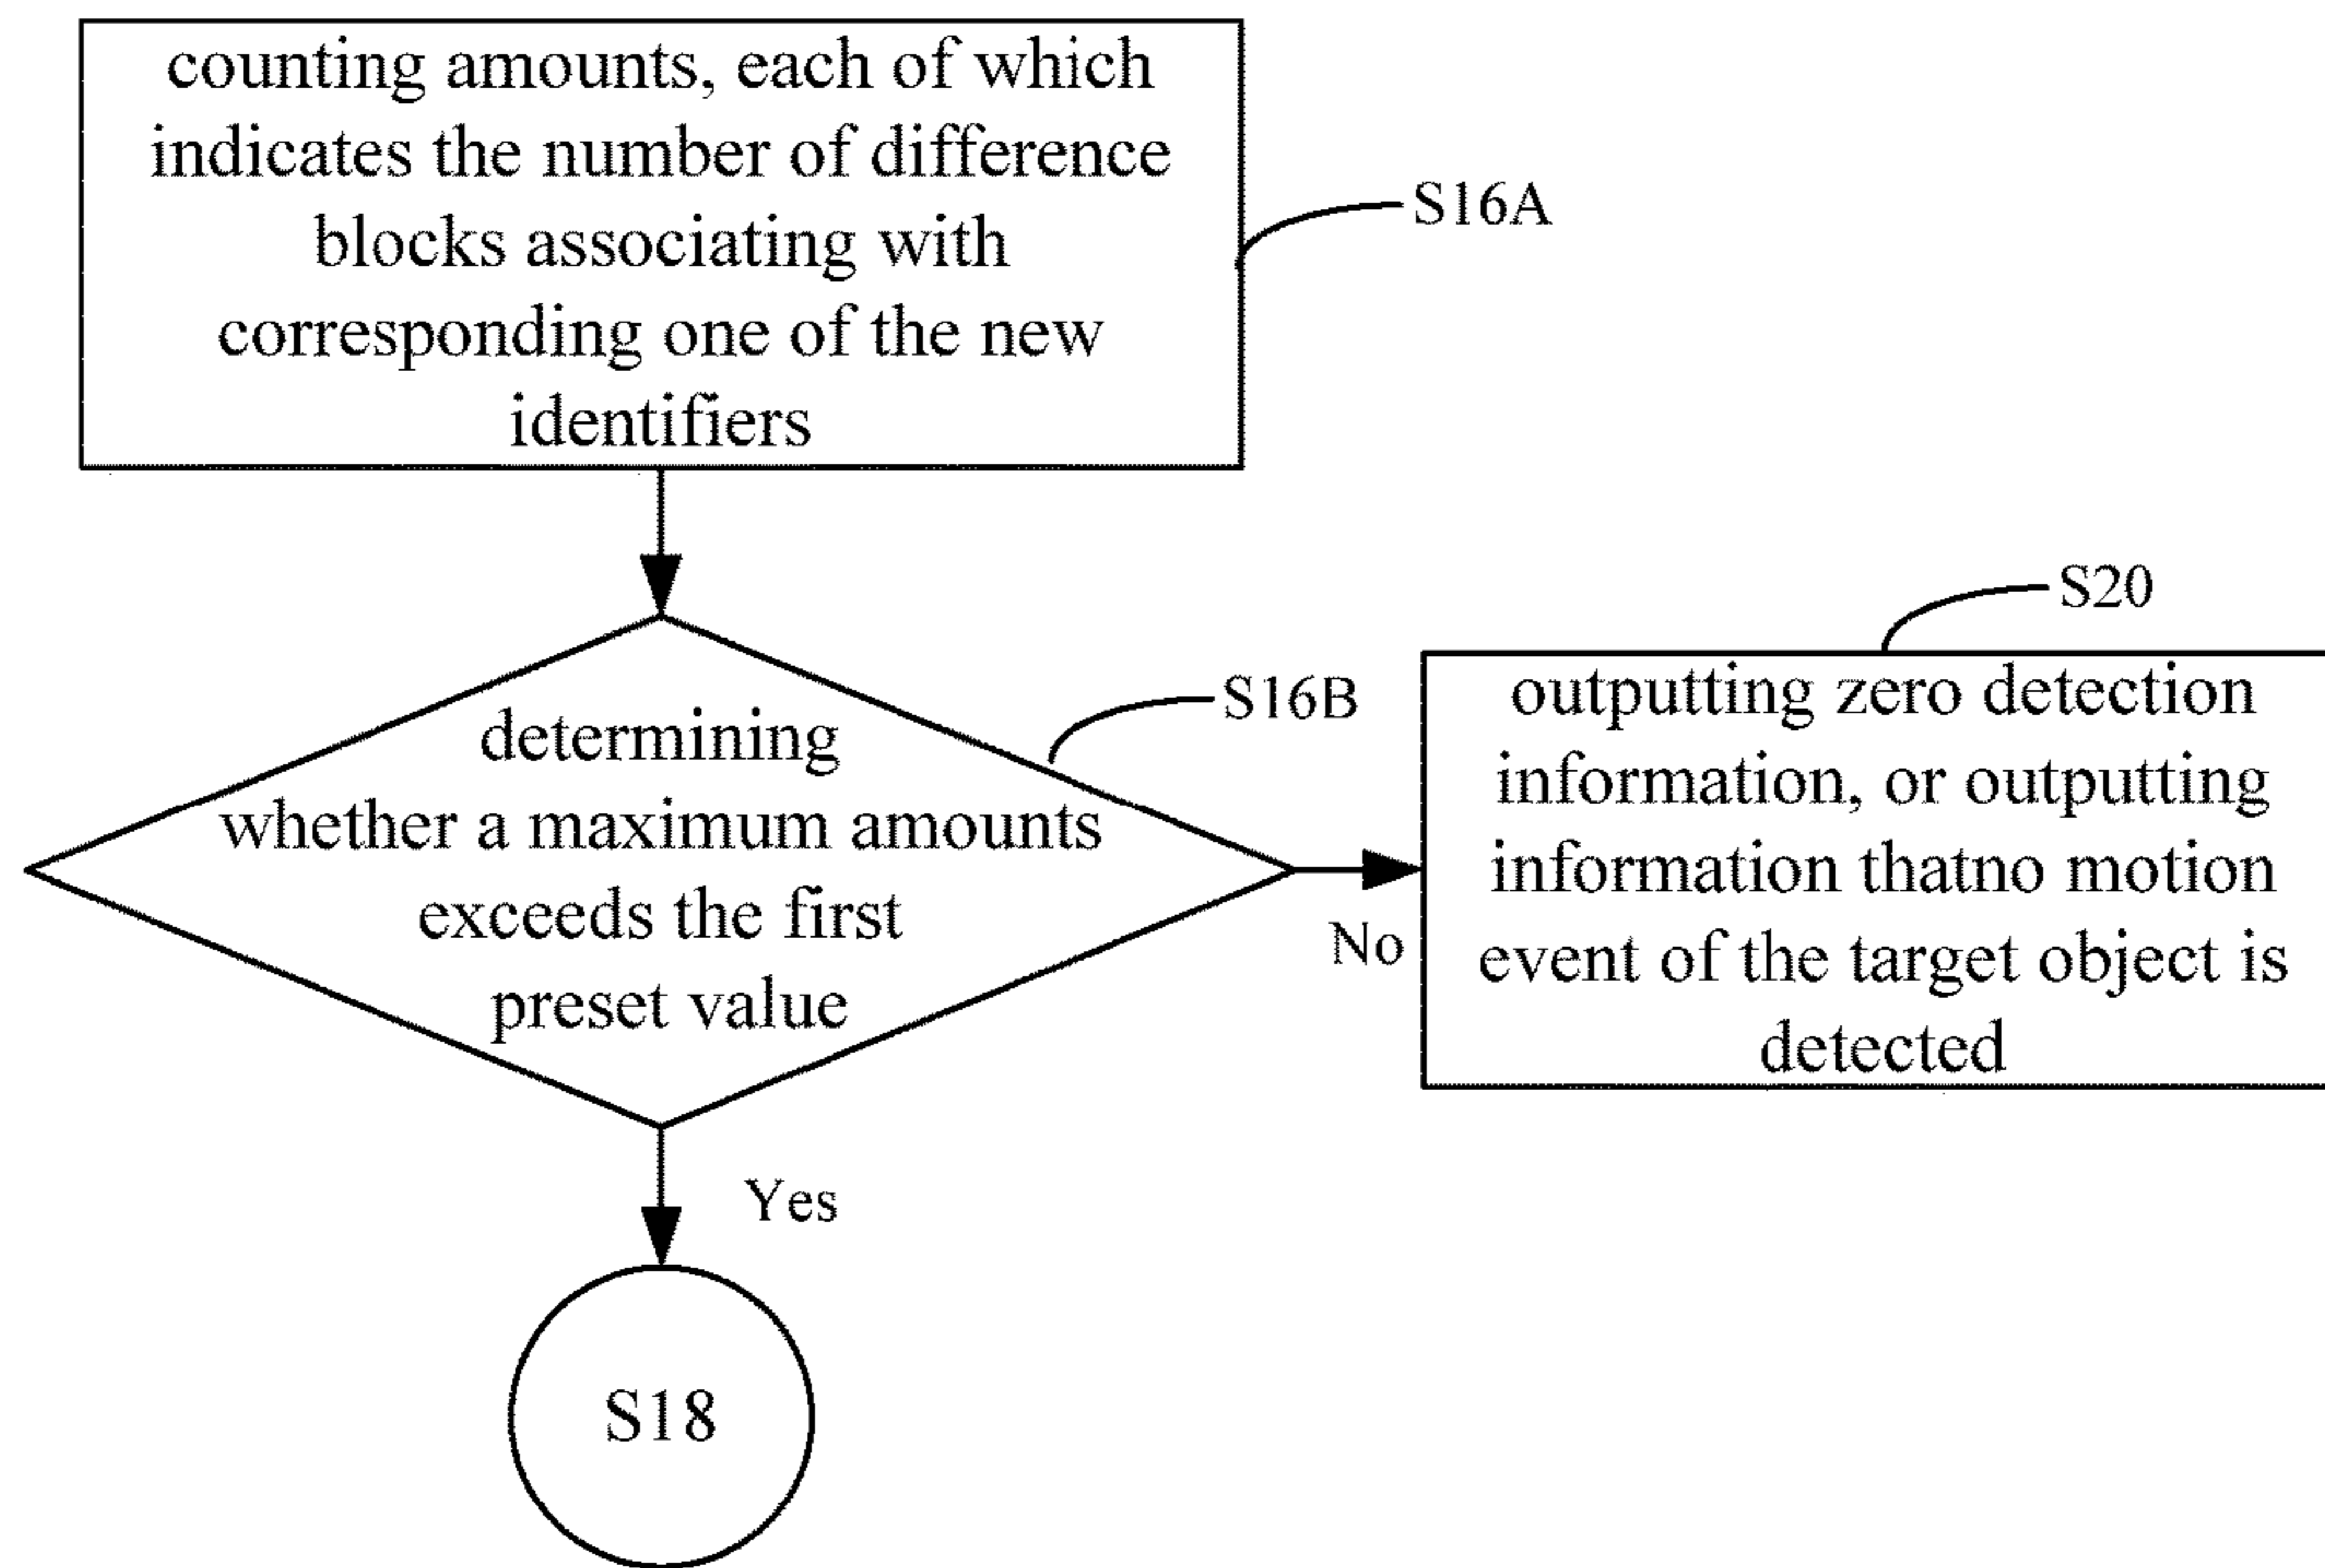 counting amounts, each of which
indicates the number of difference
blocks associating with
corresponding one of the new
identifiers
S16A
determining
whether a maximum amounts
exceeds the first
preset value
S16B
No
S20
outputting zero detection
information, or outputting
information thatno motion
event of the target object is
detected
Yes
S18